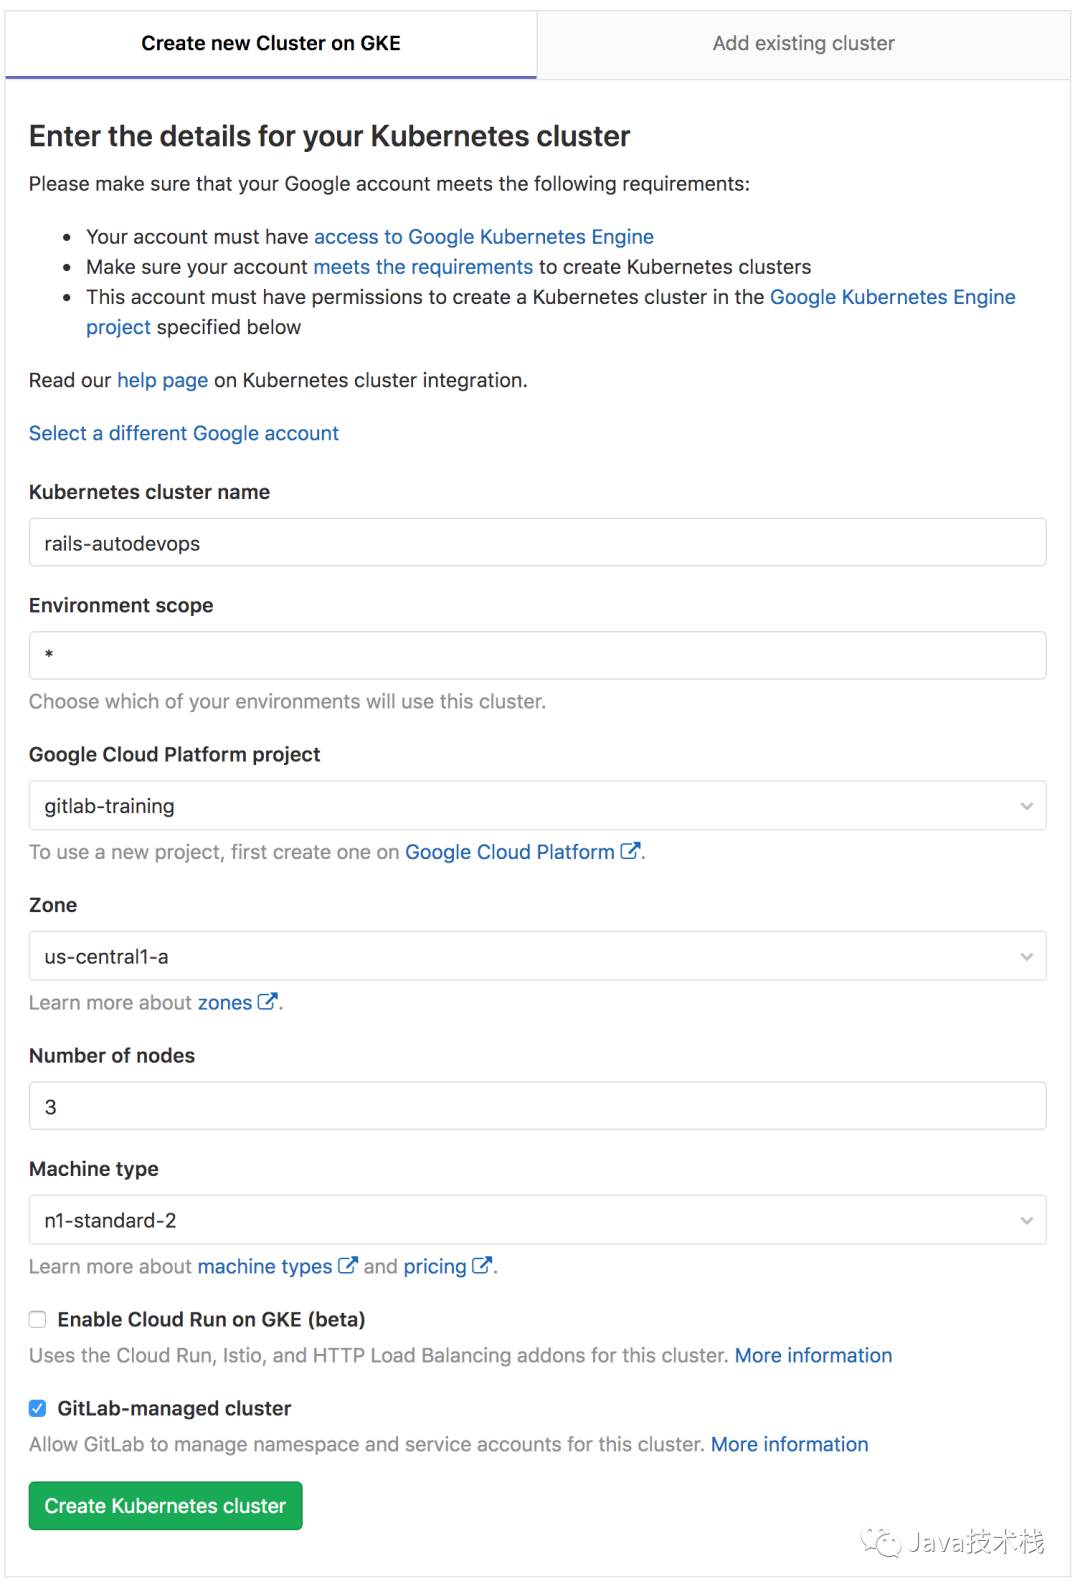 Create new Cluster on GKE
Add existing cluster
Enter the details for your Kubernetes cluster
Please make sure that your Google account meets the following requirements:
• Your account must have access to Google Kubernetes Engine
• Make sure your account meets the requirements to create Kubernetes clusters
• This account must have permissions to create a Kubernetes cluster in the Google Kubernetes Engine
project specified below
Read our help page on Kubernetes cluster integration.
Select a different Google account
Kubernetes cluster name
rails-autodevops
Environment scope
*
Choose which of your environments will use this cluster.
Google Cloud Platform project
gitlab-training
To use a new project, first create one on Google Cloud Platform.
Zone
us-central1-a
Learn more about zones.
Number of nodes
3
Machine type
n1-standard-2
Learn more about machine types and pricing.
Enable Cloud Run on GKE (beta)
Uses the Cloud Run, Istio, and HTTP Load Balancing addons for this cluster. More information
GitLab-managed cluster
Allow GitLab to manage namespace and service accounts for this cluster. More information
Create Kubernetes cluster
Java技术栈